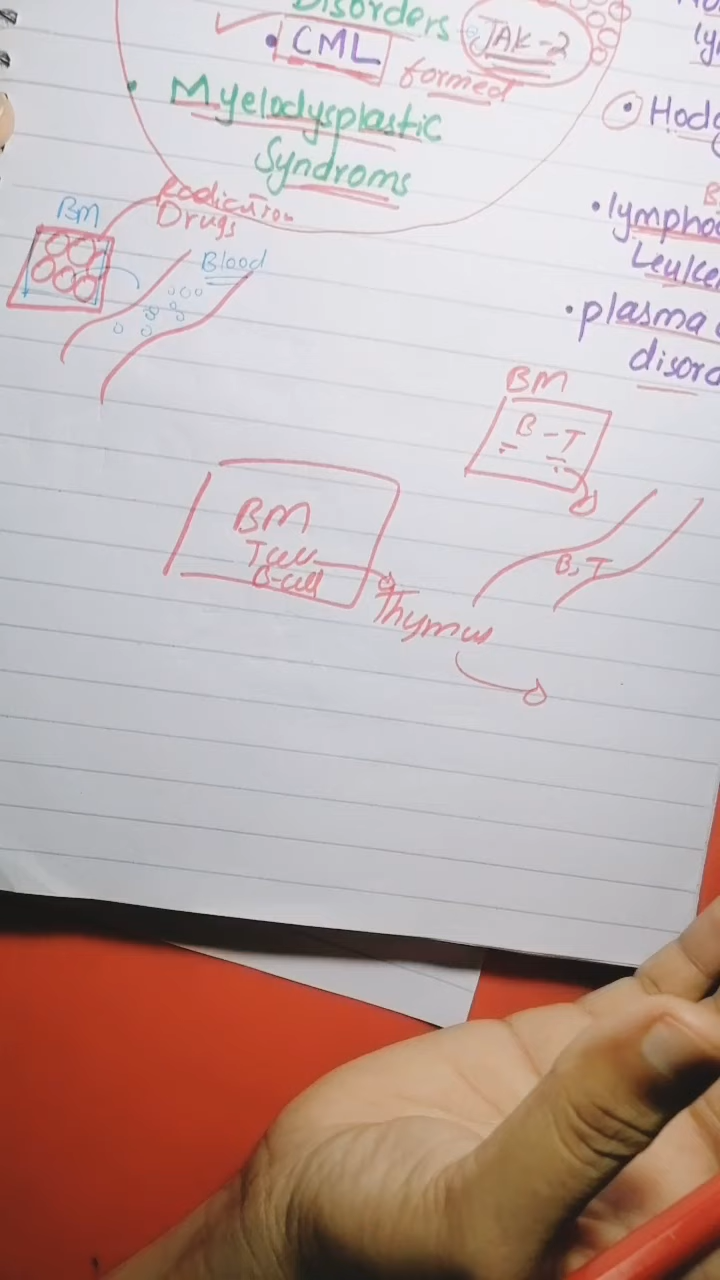 Disorders
JAK-2
• CML
formed
• Myelodysplastic
Syndroms
Drugs
BM
Blood
• Hodg
• lympho
Leuke
• plasma
disord
BM
B - T
B, T
BM
T cell
B-cell
Thymus